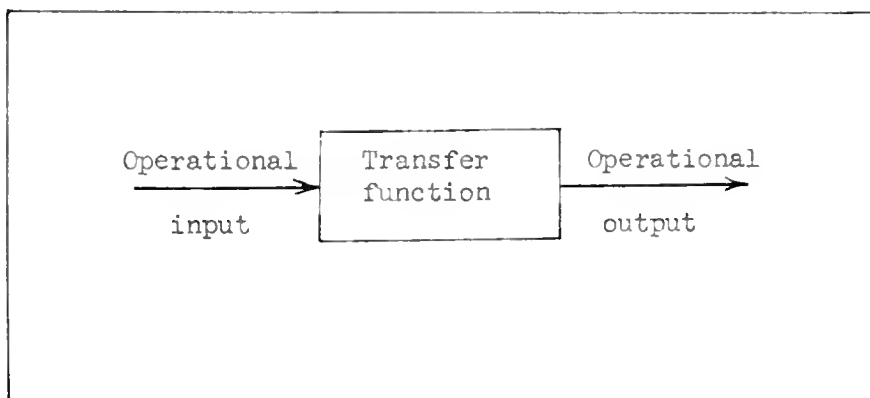 Operational
input
Transfer
function
Operational
output